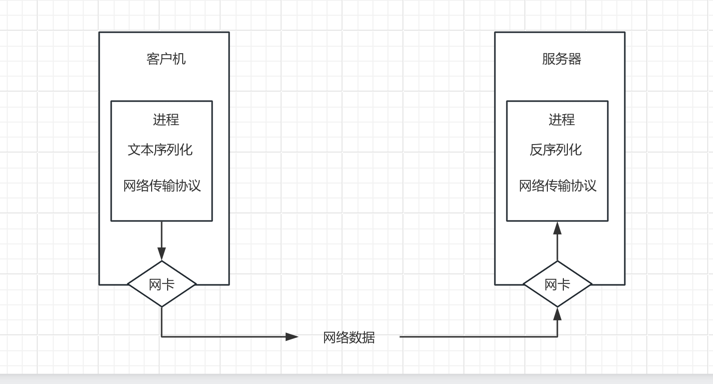 客户机
进程
文本序列化
网络传输协议
网卡
网络数据
服务器
进程
反序列化
网络传输协议
网卡